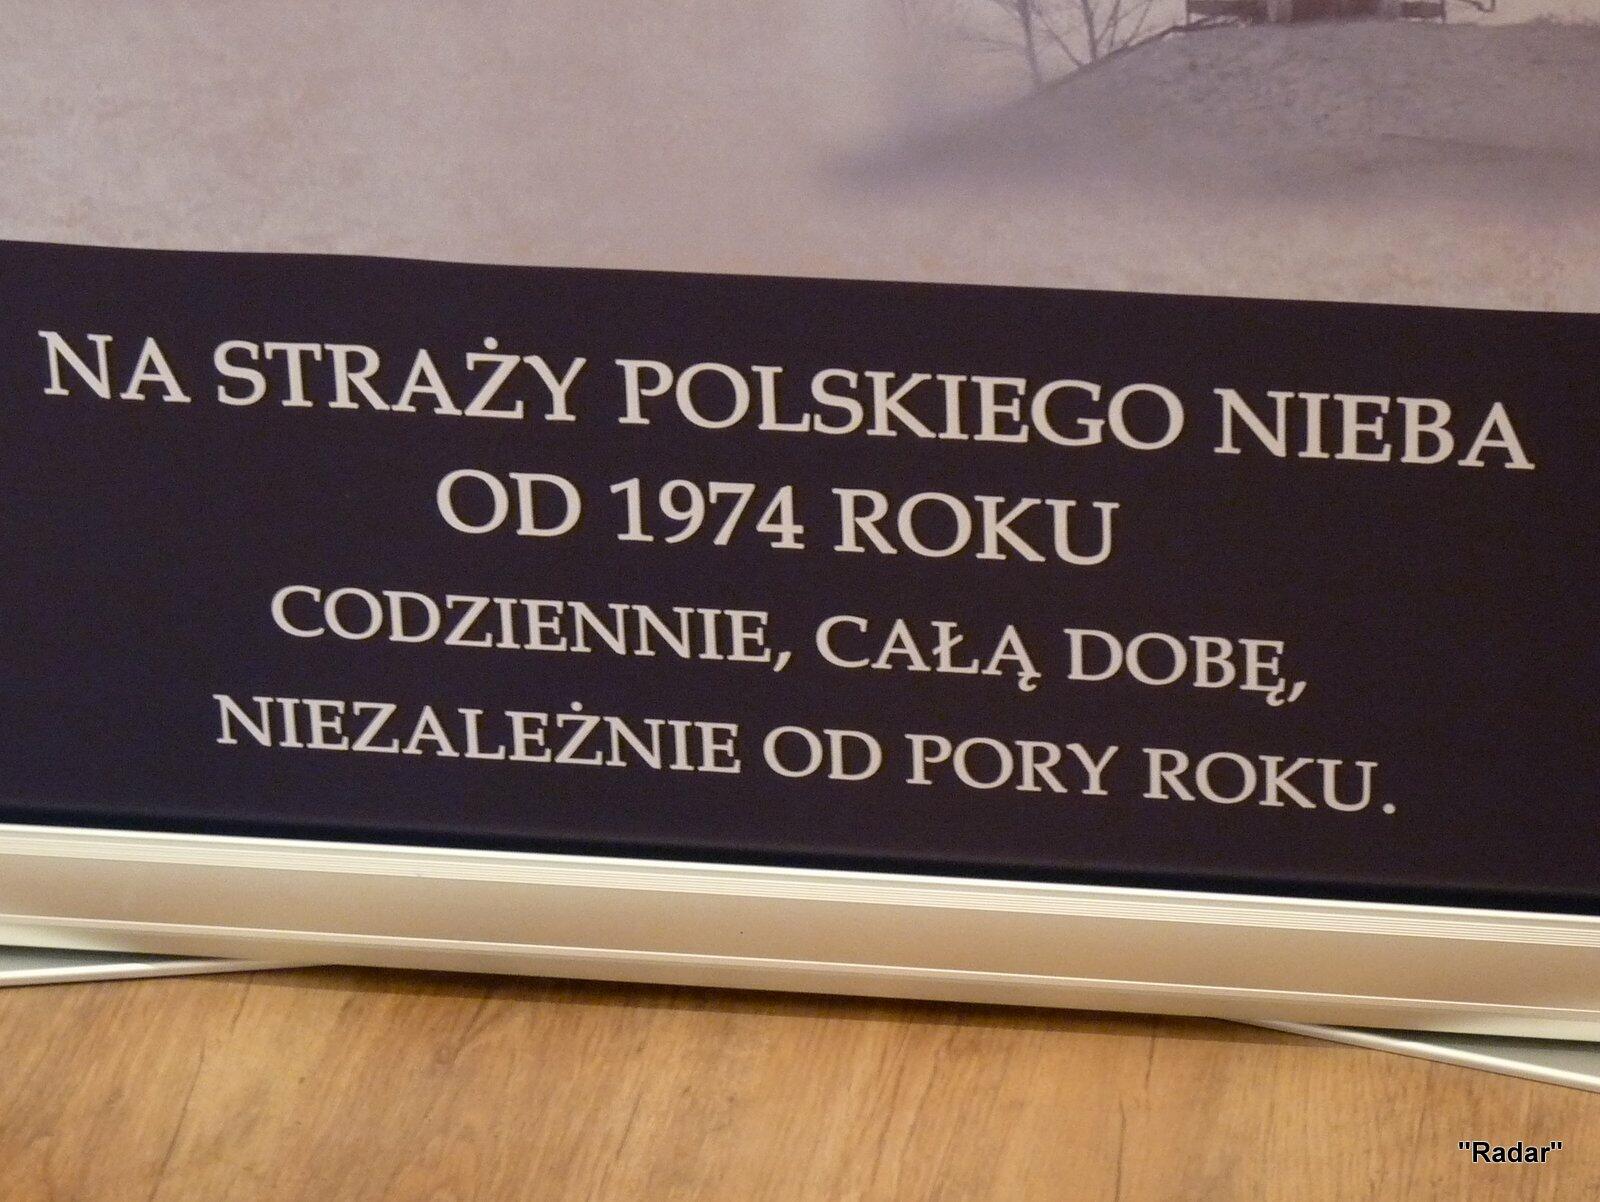 NA STRAŻY POLSKIEGO NIEBA
OD 1974 ROKU
CODZIENNIE, CAŁĄ DOBĘ,
NIEZALEŻNIE OD PORY ROKU.
"Radar"